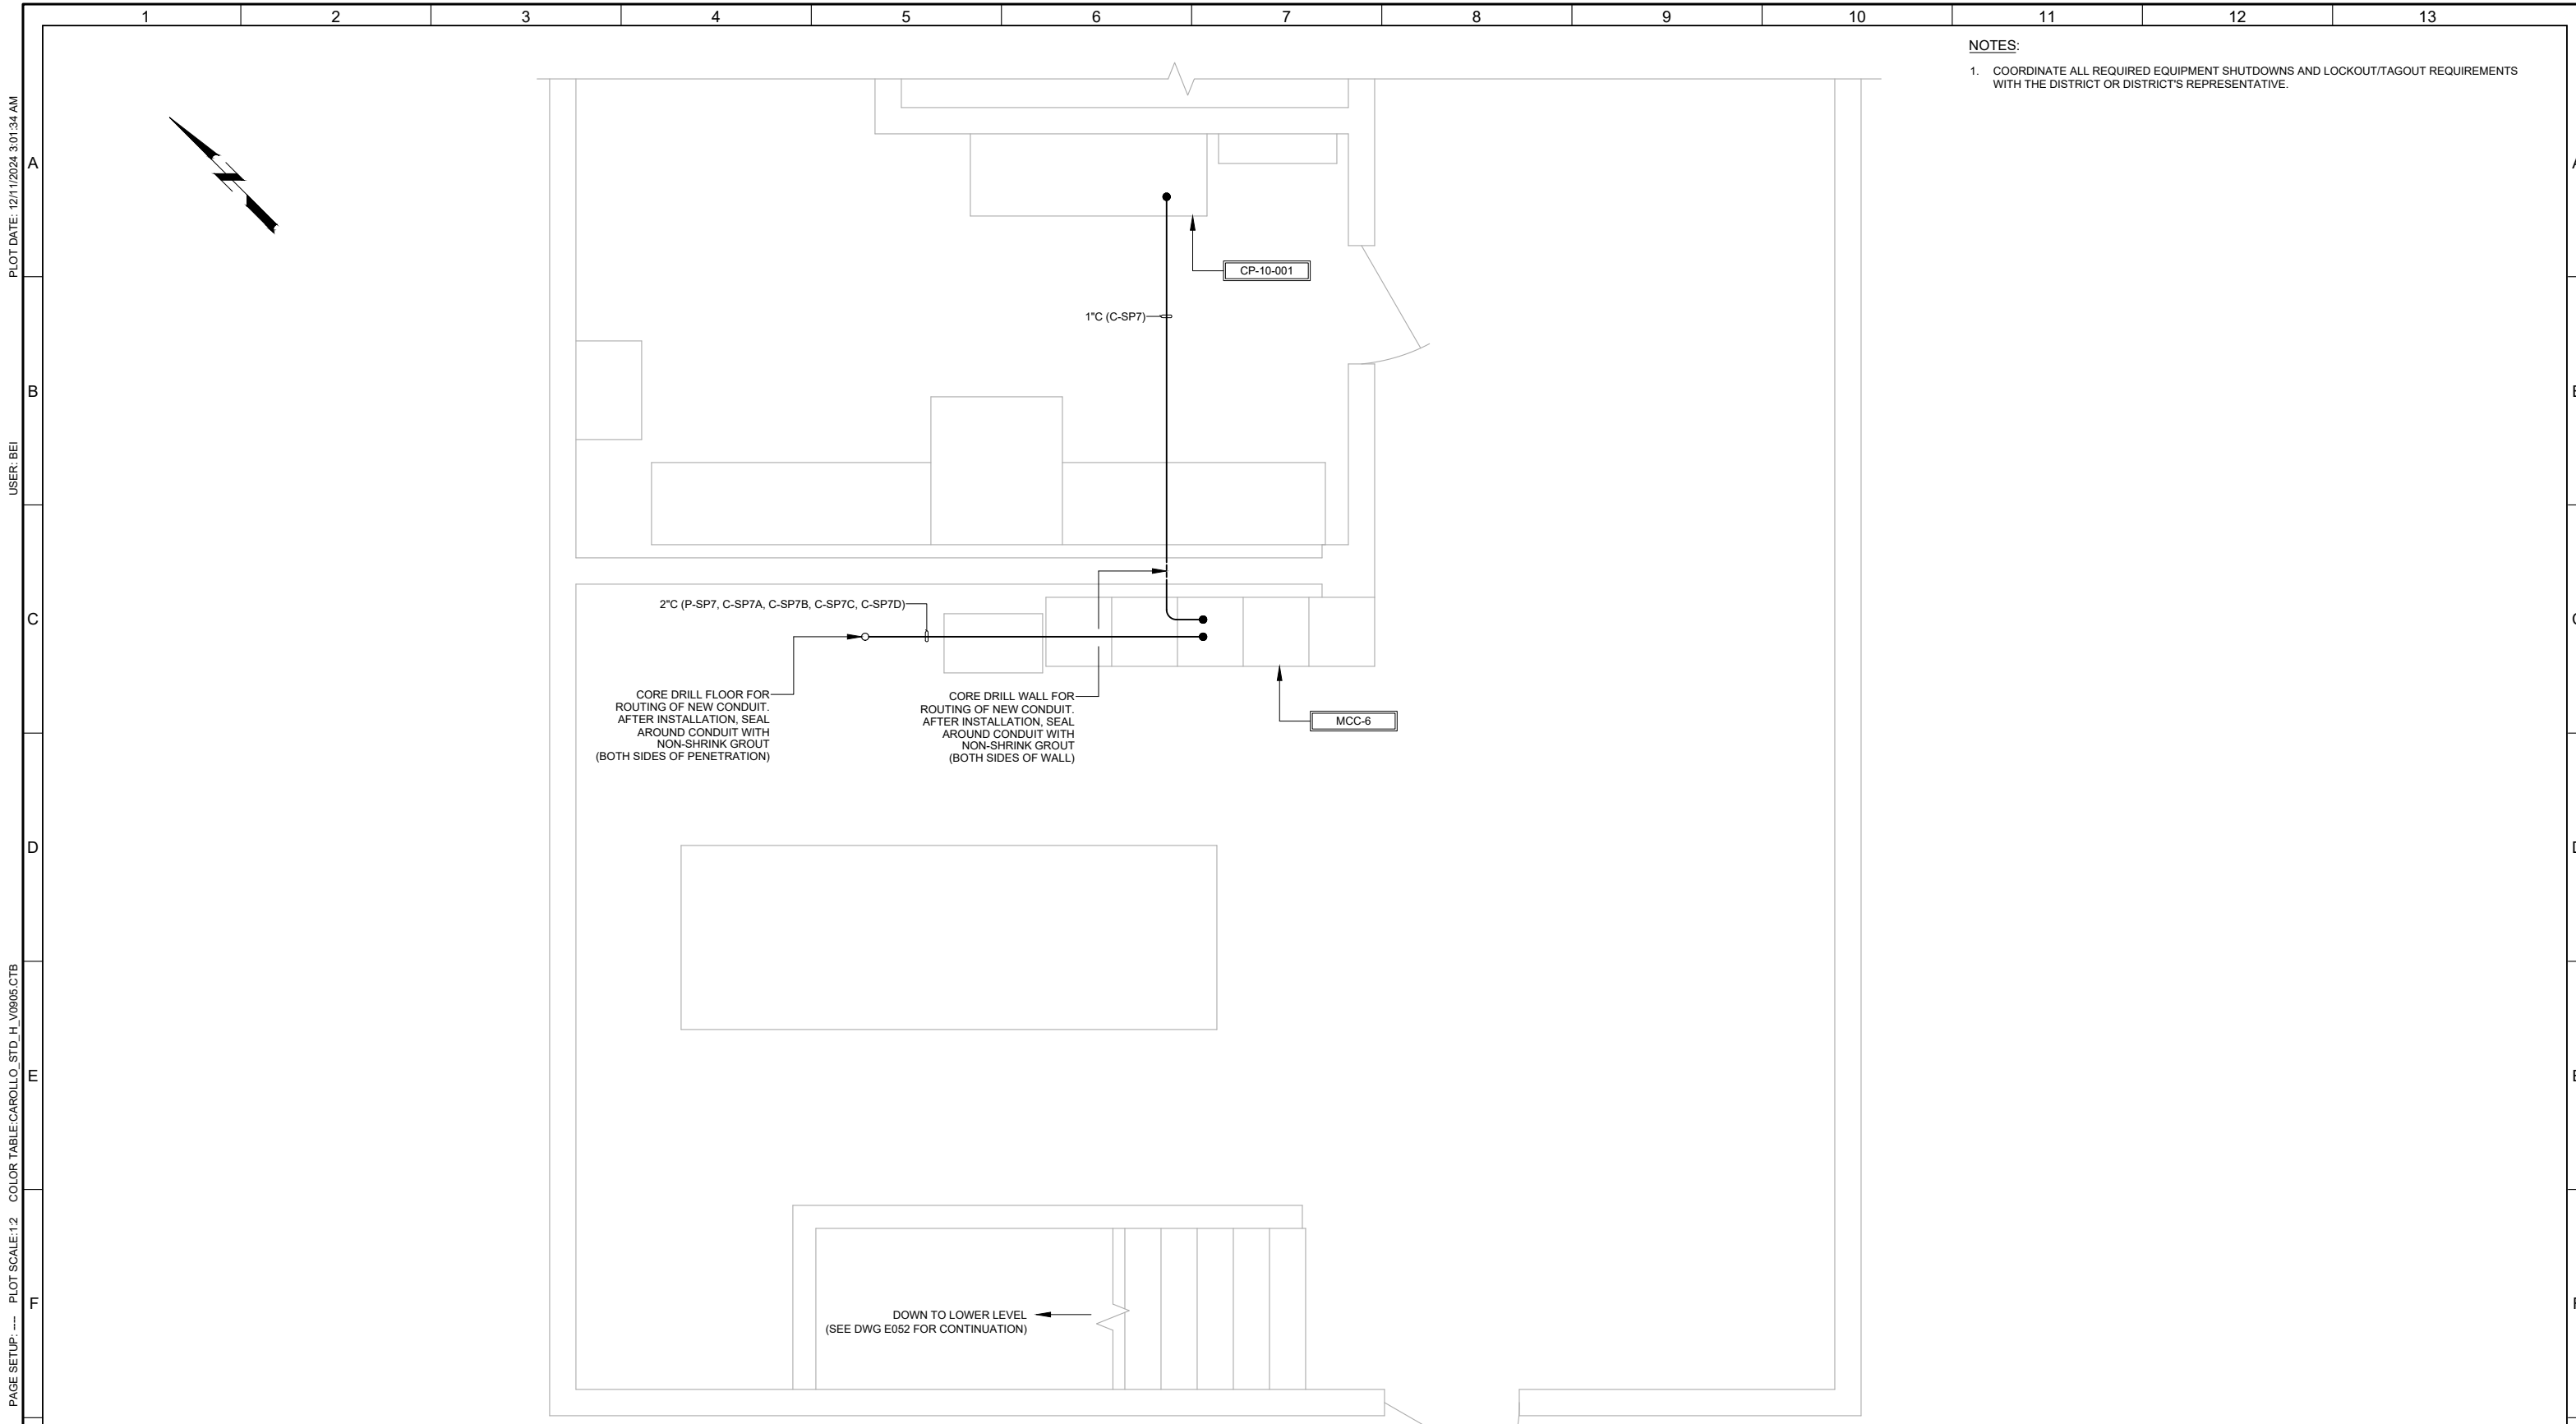 1 2 3 4 5 6 7 8 9 10 11 12 13
NOTES:
1. COORDINATE ALL REQUIRED EQUIPMENT SHUTDOWNS AND LOCKOUT/TAGOUT REQUIREMENTS
WITH THE DISTRICT OR DISTRICT'S REPRESENTATIVE.
PLOT DATE: 12/11/2024 3:01:34 AM
USER: BEI
COLOR TABLE:CAROLLO_STD_H_V0905.CTB
PLOT SCALE:1:2
PAGE SETUP: ---
A
B
C
D
E
F
CP-10-001
1"C (C-SP7)
2"C (P-SP7, C-SP7A, C-SP7B, C-SP7C, C-SP7D)
CORE DRILL FLOOR FOR
ROUTING OF NEW CONDUIT.
AFTER INSTALLATION, SEAL
AROUND CONDUIT WITH
NON-SHRINK GROUT
(BOTH SIDES OF PENETRATION)
CORE DRILL WALL FOR
ROUTING OF NEW CONDUIT.
AFTER INSTALLATION, SEAL
AROUND CONDUIT WITH
NON-SHRINK GROUT
(BOTH SIDES OF WALL)
MCC-6
DOWN TO LOWER LEVEL
(SEE DWG E052 FOR CONTINUATION)